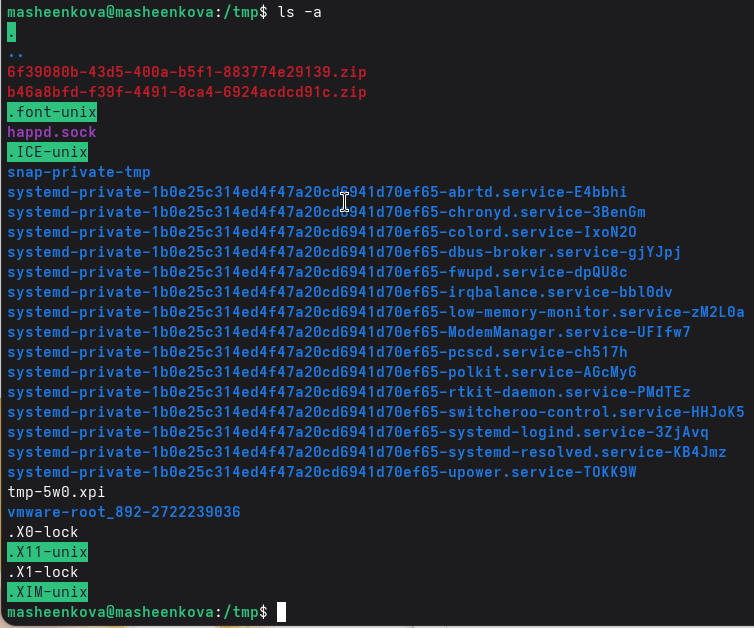 masheenkova@masheenkova:/tmp$ ls -a
.
..
6f39080b-43d5-400a-b5f1-883774e29139.zip
b46a8bfd-f39f-4491-8ca4-6924acdcd91c.zip
.font-unix
happd.sock
.ICE-unix
snap-private-tmp
systemd-private-1b0e25c314ed4f47a20cd6941d70ef65-abrtd.service-E4bbhi
systemd-private-1b0e25c314ed4f47a20cd6941d70ef65-chronyd.service-3BenGm
systemd-private-1b0e25c314ed4f47a20cd6941d70ef65-colord.service-IxoN2O
systemd-private-1b0e25c314ed4f47a20cd6941d70ef65-dbus-broker.service-gjYJpj
systemd-private-1b0e25c314ed4f47a20cd6941d70ef65-fwupd.service-dpQU8c
systemd-private-1b0e25c314ed4f47a20cd6941d70ef65-irqbalance.service-bbl0dv
systemd-private-1b0e25c314ed4f47a20cd6941d70ef65-low-memory-monitor.service-zM2L0a
systemd-private-1b0e25c314ed4f47a20cd6941d70ef65-ModemManager.service-UFIfw7
systemd-private-1b0e25c314ed4f47a20cd6941d70ef65-pcscd.service-ch517h
systemd-private-1b0e25c314ed4f47a20cd6941d70ef65-polkit.service-AGcMyG
systemd-private-1b0e25c314ed4f47a20cd6941d70ef65-rtkit-daemon.service-PMdTEz
systemd-private-1b0e25c314ed4f47a20cd6941d70ef65-switcheroo-control.service-HHJoK5
systemd-private-1b0e25c314ed4f47a20cd6941d70ef65-systemd-logind.service-3ZjAvq
systemd-private-1b0e25c314ed4f47a20cd6941d70ef65-systemd-resolved.service-KB4Jmz
systemd-private-1b0e25c314ed4f47a20cd6941d70ef65-upower.service-TOKK9W
tmp-5w0.xpi
vmware-root_892-2722239036
.X0-lock
.X11-unix
.X1-lock
.XIM-unix
masheenkova@masheenkova:/tmp$